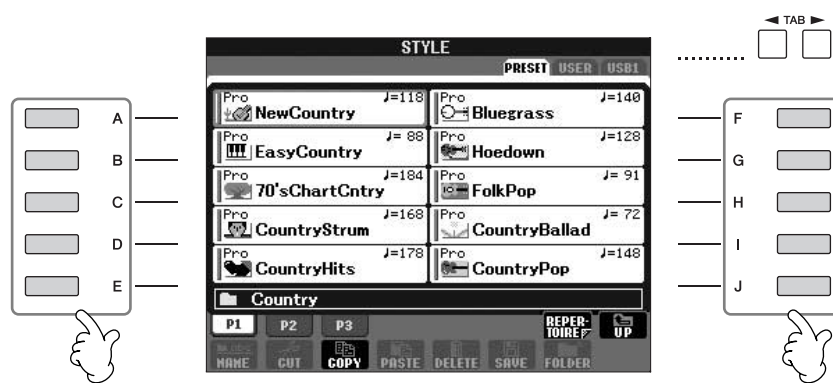 ◄ TAB ►
STYLE
PRESET USER USB1
A
Pro ♩=118
NewCountry
Pro ♩=140
Bluegrass
F
B
Pro ♩= 88
EasyCountry
Pro ♩=128
Hoedown
G
C
Pro ♩=184
70'sChartCntry
Pro ♩= 91
FolkPop
H
D
Pro ♩=168
CountryStrum
Pro ♩= 72
CountryBallad
I
E
Pro ♩=178
CountryHits
Pro ♩=148
CountryPop
J
Country
P1 P2 P3
REPER-
TOIRE
UP
NAME CUT COPY PASTE DELETE SAVE FOLDER